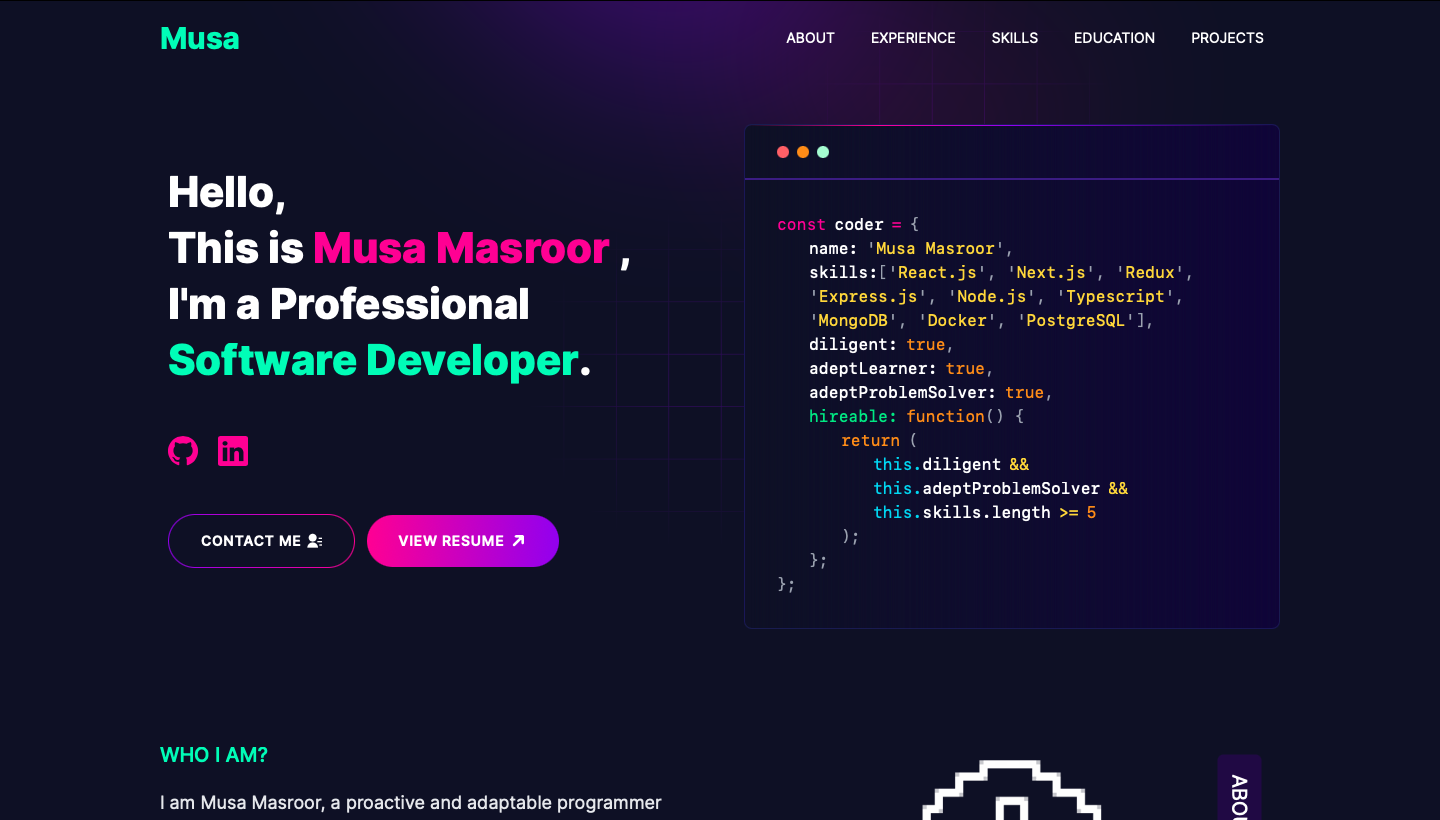 Musa
ABOUT EXPERIENCE SKILLS EDUCATION PROJECTS
Hello,
This is Musa Masroor ,
I'm a Professional
Software Developer.
in
CONTACT ME
VIEW RESUME
const coder = {
name: 'Musa Masroor',
skills:['React.js', 'Next.js', 'Redux',
'Express.js', 'Node.js', 'Typescript',
'MongoDB', 'Docker', 'PostgreSQL'],
diligent: true,
adeptLearner: true,
adeptProblemSolver: true,
hireable: function() {
return (
this.diligent &&
this.adeptProblemSolver &&
this.skills.length >= 5
);
};
};
WHO I AM?
I am Musa Masroor, a proactive and adaptable programmer